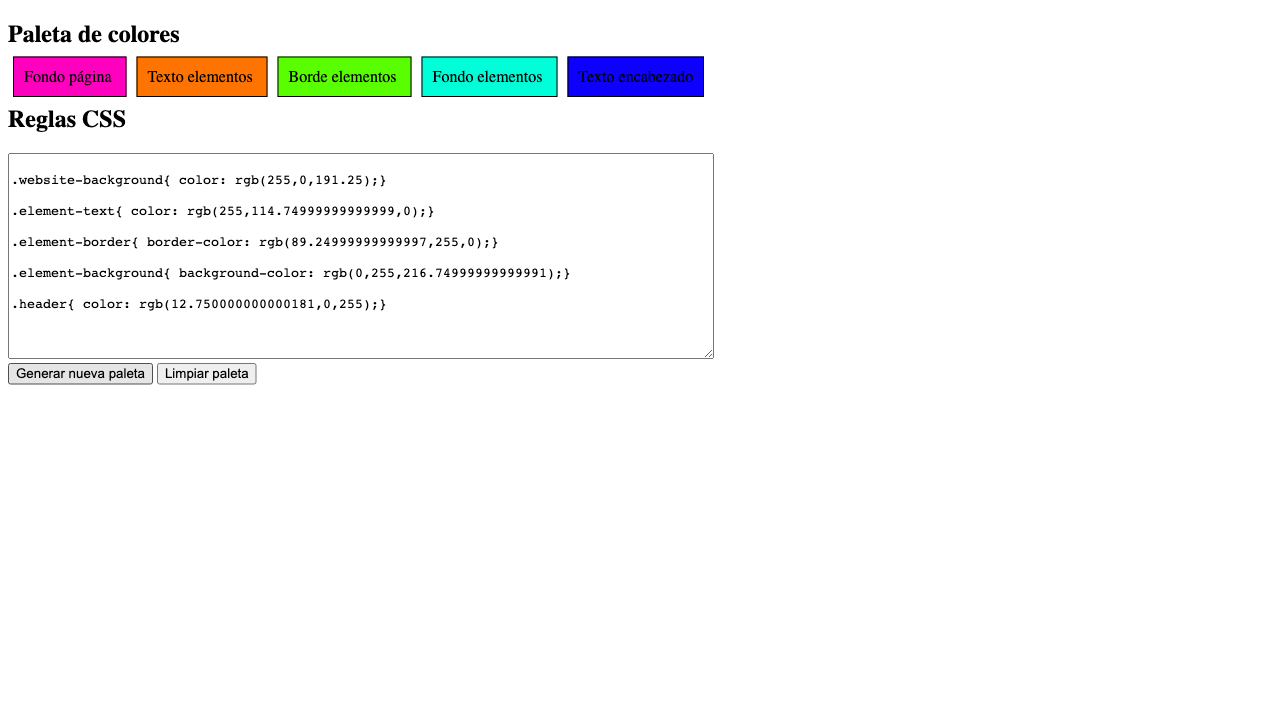 Paleta de colores
Fondo página Texto elementos Borde elementos Fondo elementos Texto encabezado
Reglas CSS
.website-background{ color: rgb(255,0,191.25);}
.element-text{ color: rgb(255,114.74999999999999,0);}
.element-border{ border-color: rgb(89.24999999999997,255,0);}
.element-background{ background-color: rgb(0,255,216.74999999999991);}
.header{ color: rgb(12.750000000000181,0,255);}
Generar nueva paleta Limpiar paleta